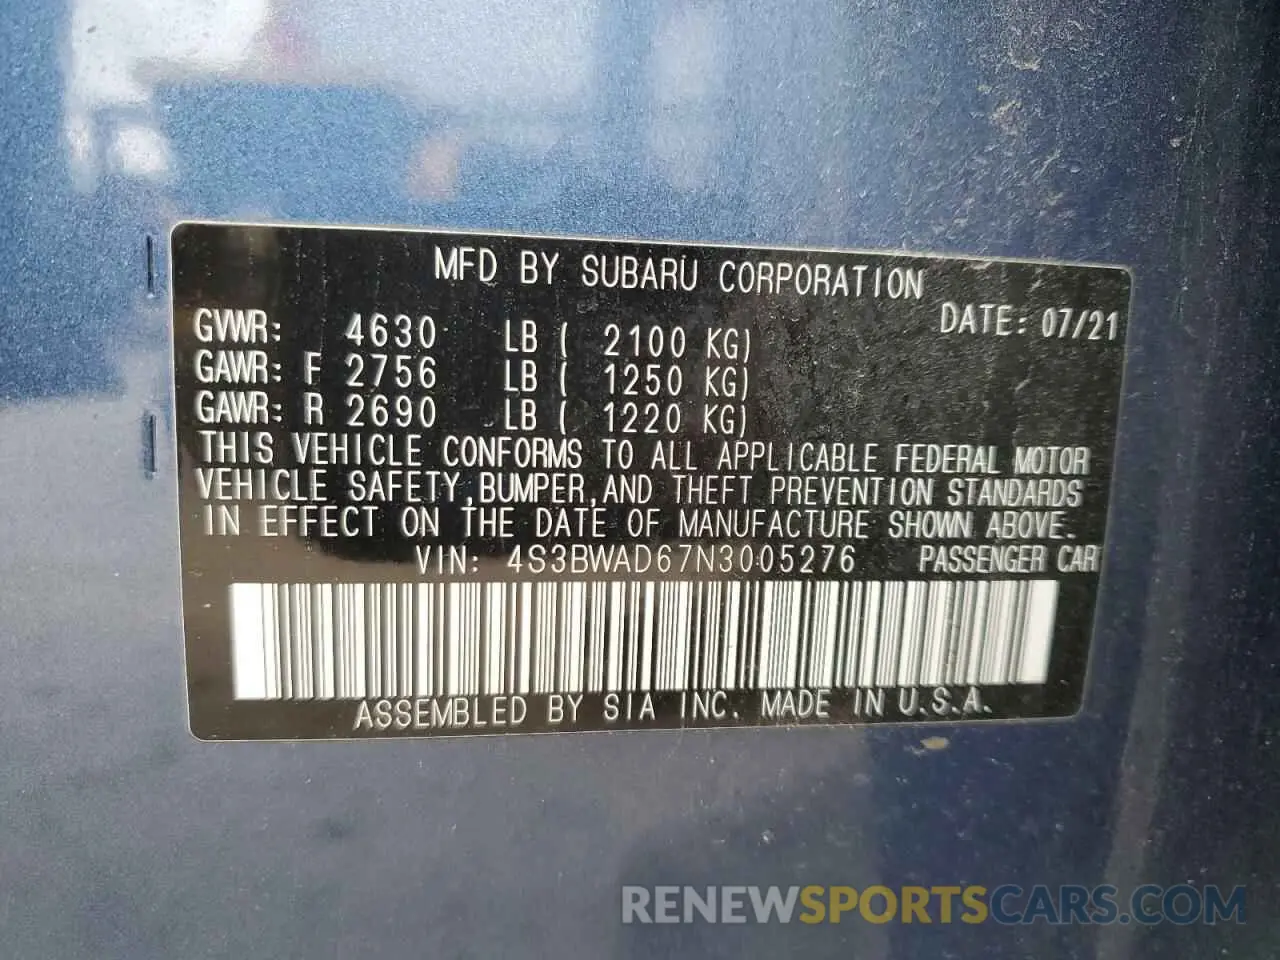 MFD BY SUBARU CORPORATION
DATE: 07/21
GVWR: 4630 LB ( 2100 KG)
GAWR: F 2756 LB ( 1250 KG)
GAWR: R 2690 LB ( 1220 KG)
THIS VEHICLE CONFORMS TO ALL APPLICABLE FEDERAL MOTOR
VEHICLE SAFETY, BUMPER, AND THEFT PREVENTION STANDARDS
IN EFFECT ON THE DATE OF MANUFACTURE SHOWN ABOVE.
VIN: 4S3BWAD67N3005276 PASSENGER CAR
ASSEMBLED BY SIA INC. MADE IN U.S.A.
RENEWSPORTSCARS.COM